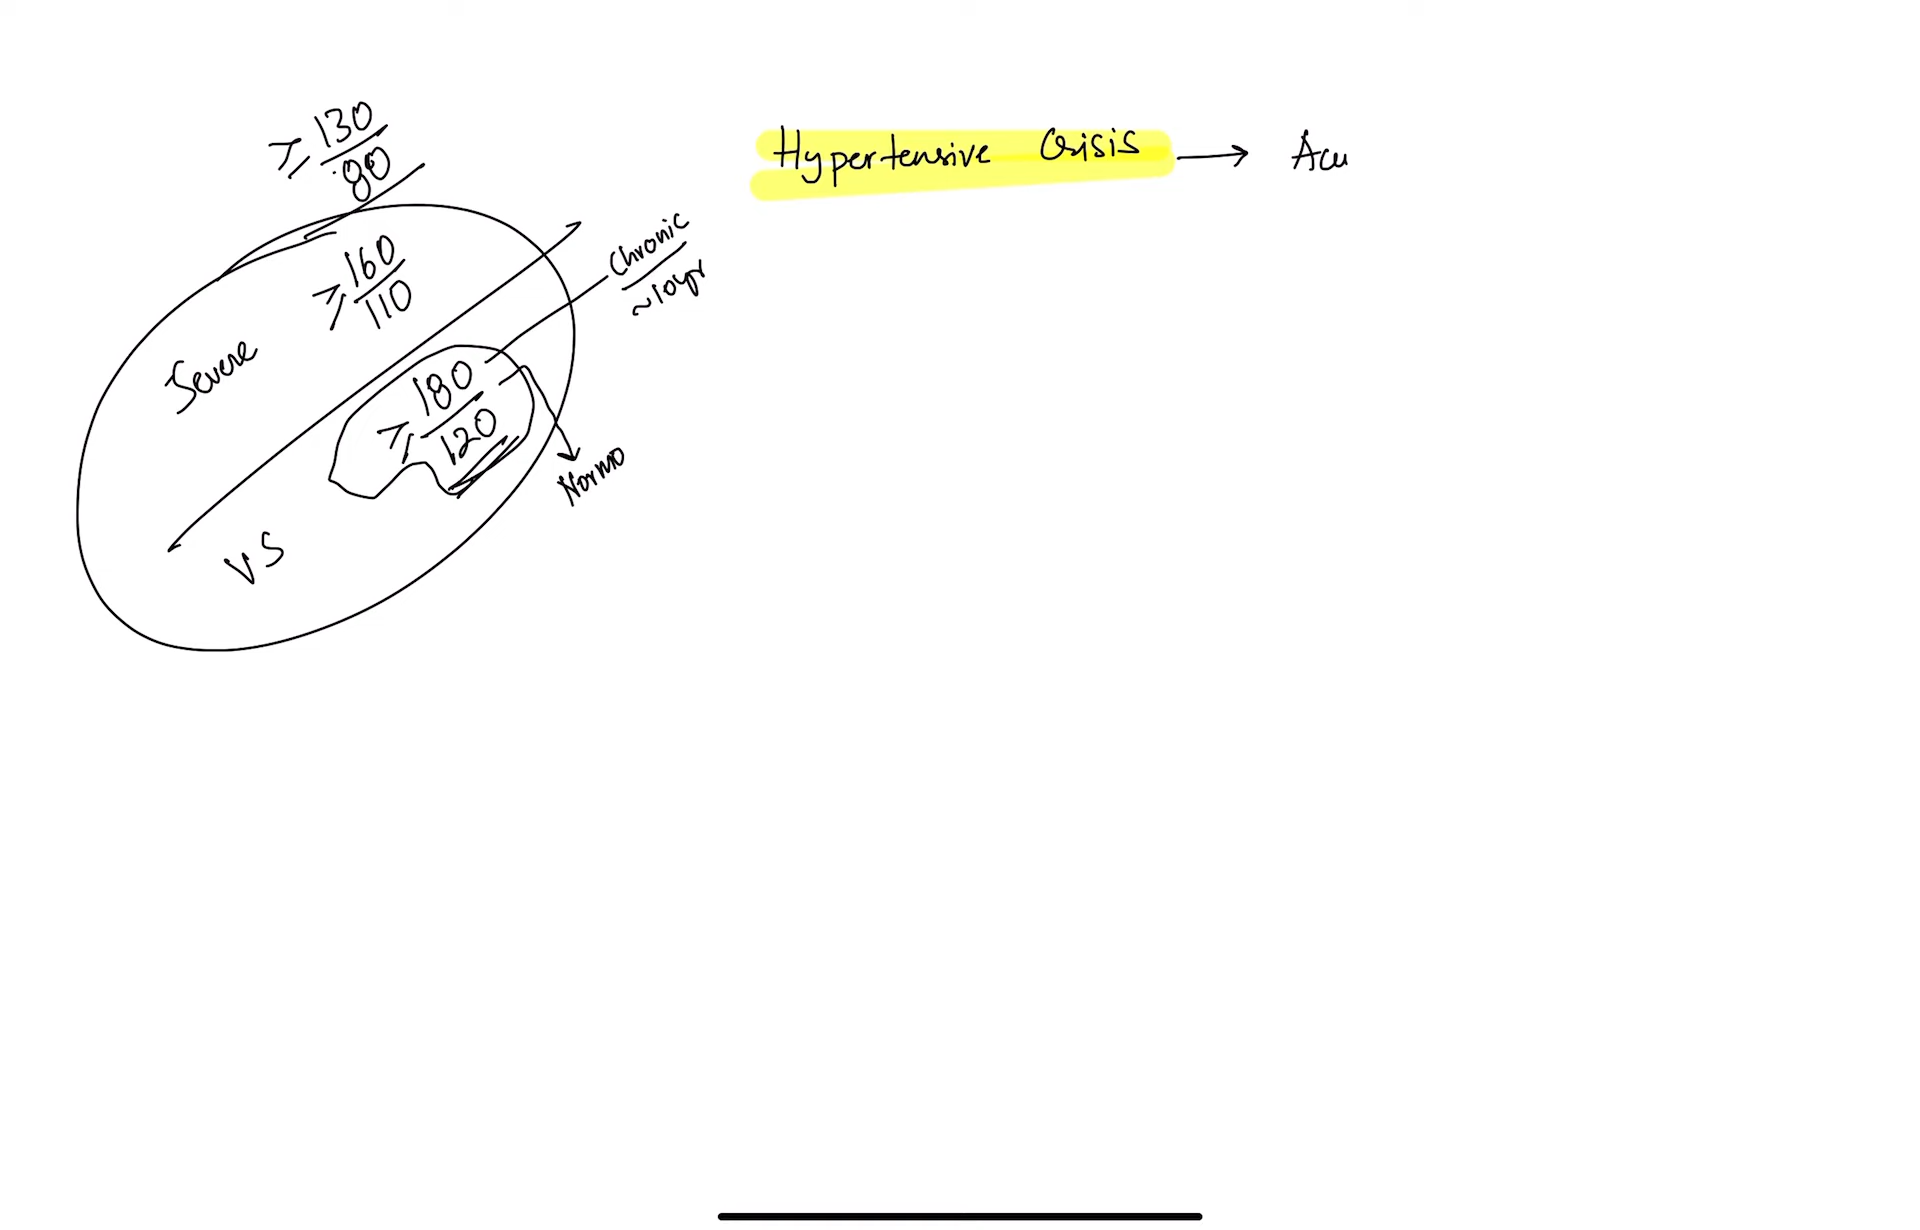 ≥ 130
80
Hypertensive Crisis → Acu
≥ 160
110
Chronic
~10yr
Severe
≥ 180
120
Normo
VS